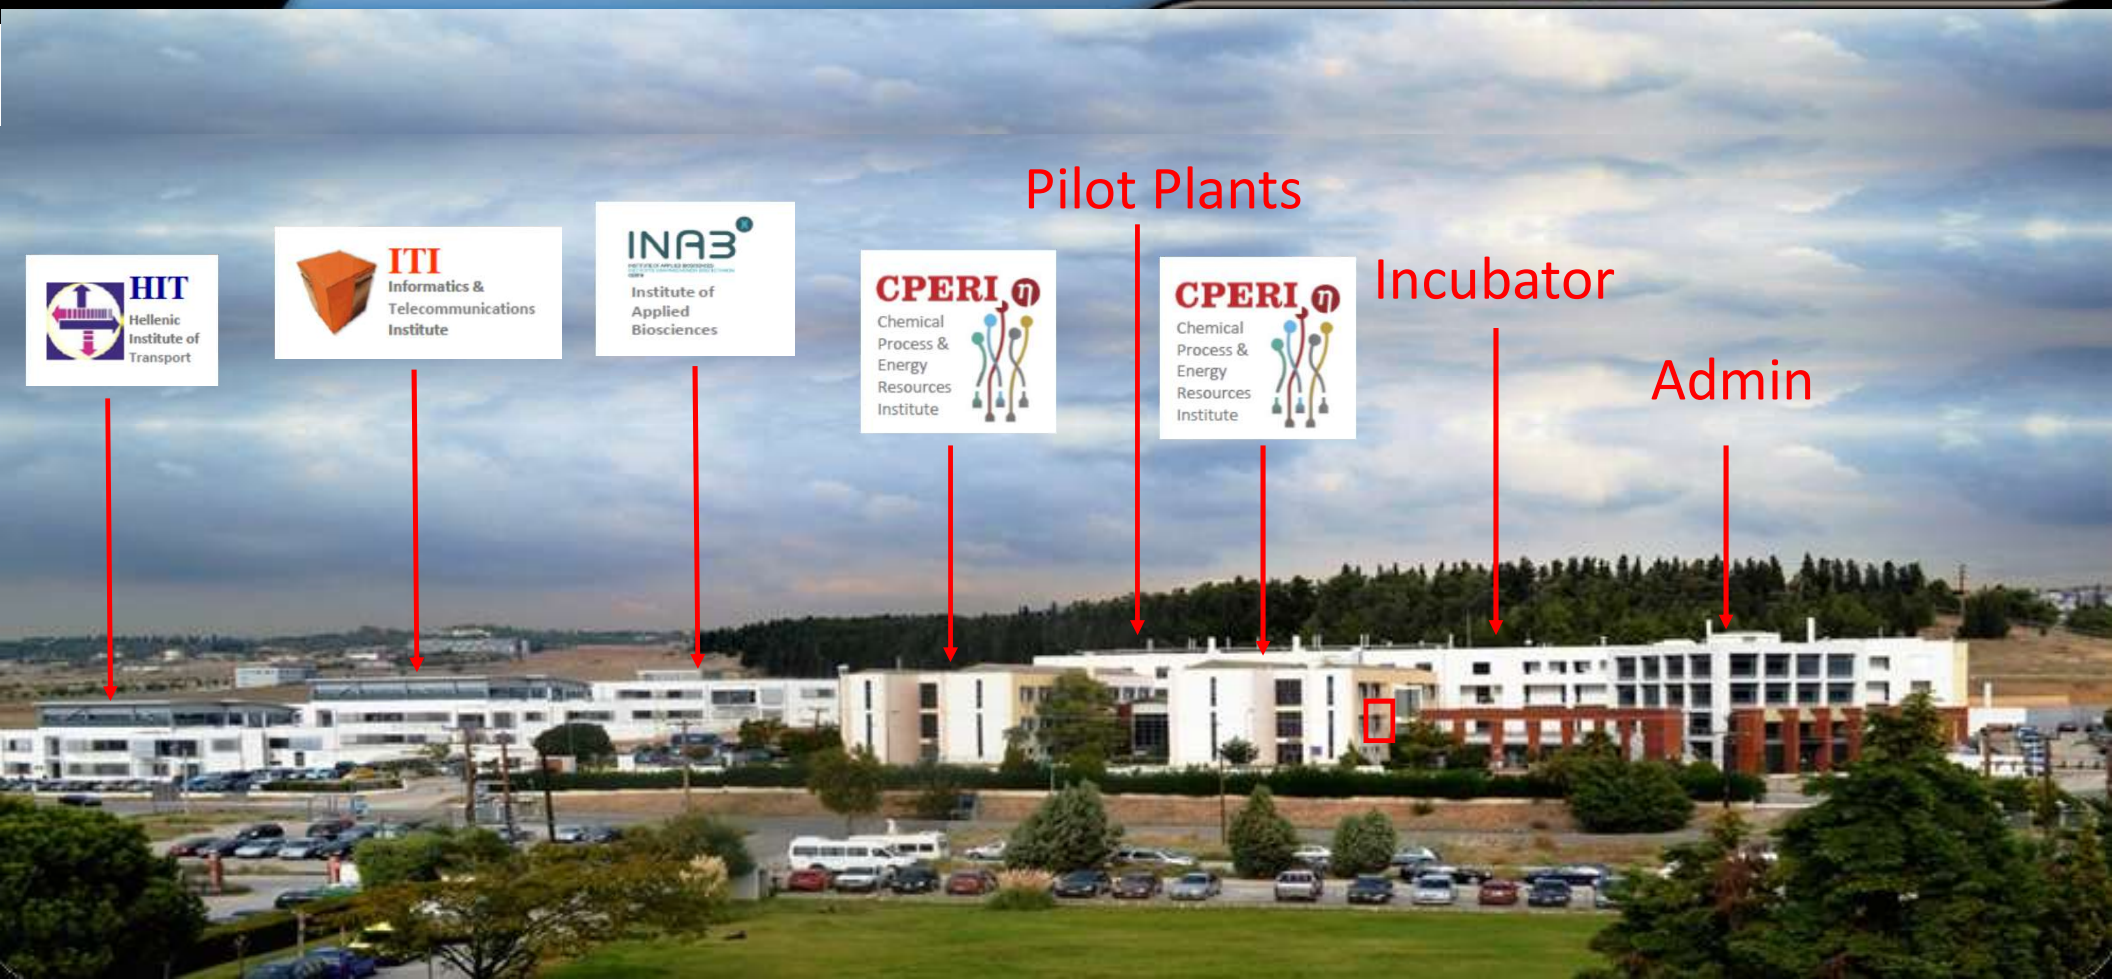 Pilot Plants
HIT
Hellenic
Institute of
Transport
ITI
Informatics &
Telecommunications
Institute
INAB
Institute of
Applied
Biosciences
CPERI
Chemical
Process &
Energy
Resources
Institute
CPERI
Chemical
Process &
Energy
Resources
Institute
Incubator
Admin